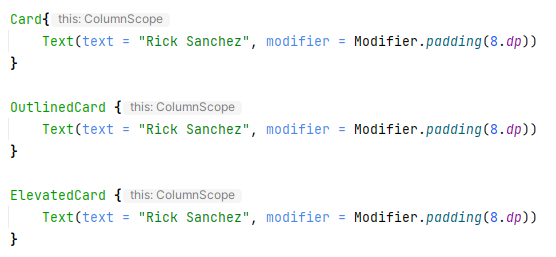 Card{ this: ColumnScope
    Text(text = "Rick Sanchez", modifier = Modifier.padding(8.dp))
}

OutlinedCard { this: ColumnScope
    Text(text = "Rick Sanchez", modifier = Modifier.padding(8.dp))
}

ElevatedCard { this: ColumnScope
    Text(text = "Rick Sanchez", modifier = Modifier.padding(8.dp))
}